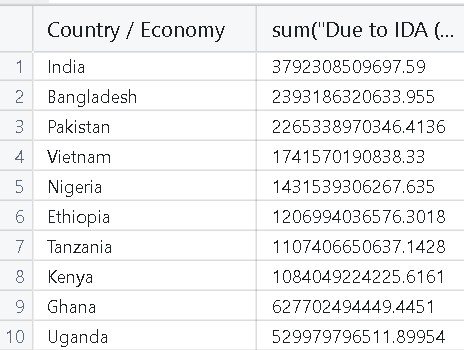 Country / Economy sum("Due to IDA (...
1 India 3792308509697.59
2 Bangladesh 2393186320633.955
3 Pakistan 2265338970346.4136
4 Vietnam 1741570190838.33
5 Nigeria 1431539306267.635
6 Ethiopia 1206994036576.3018
7 Tanzania 1107406650637.1428
8 Kenya 1084049224225.6161
9 Ghana 627702494449.4451
10 Uganda 529979796511.89954